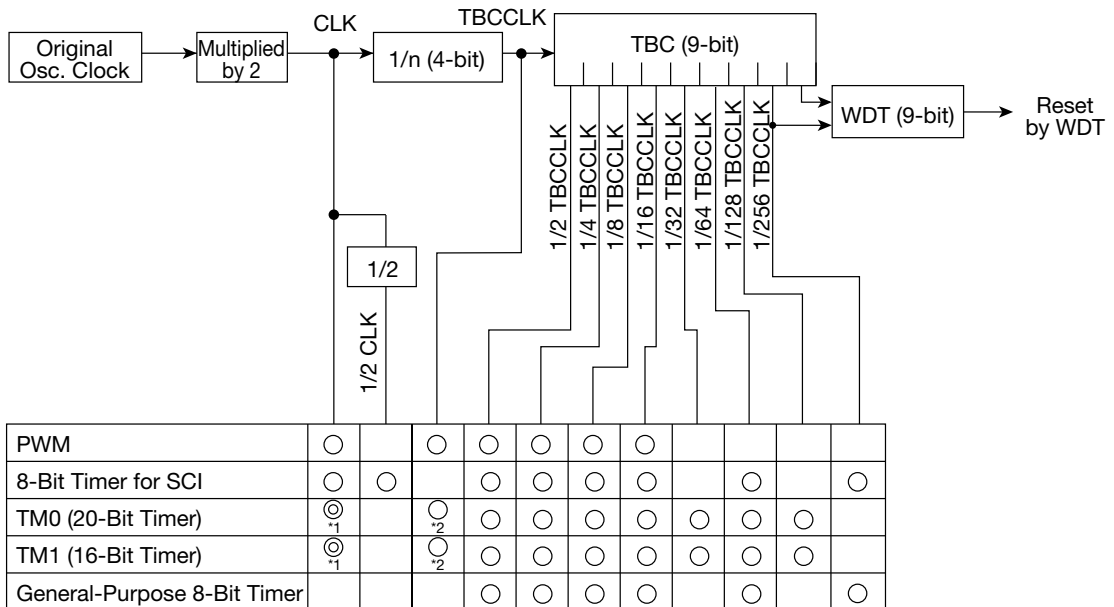 CLK
TBCCLK
Original
Osc. Clock
Multiplied
by 2
1/n (4-bit)
TBC (9-bit)
WDT (9-bit)
Reset
by WDT
1/2 TBCCLK
1/4 TBCCLK
1/8 TBCCLK
1/16 TBCCLK
1/32 TBCCLK
1/64 TBCCLK
1/128 TBCCLK
1/256 TBCCLK
1/2
1/2 CLK
PWM
8-Bit Timer for SCI
TM0 (20-Bit Timer)
*1
*2
TM1 (16-Bit Timer)
*1
*2
General-Purpose 8-Bit Timer